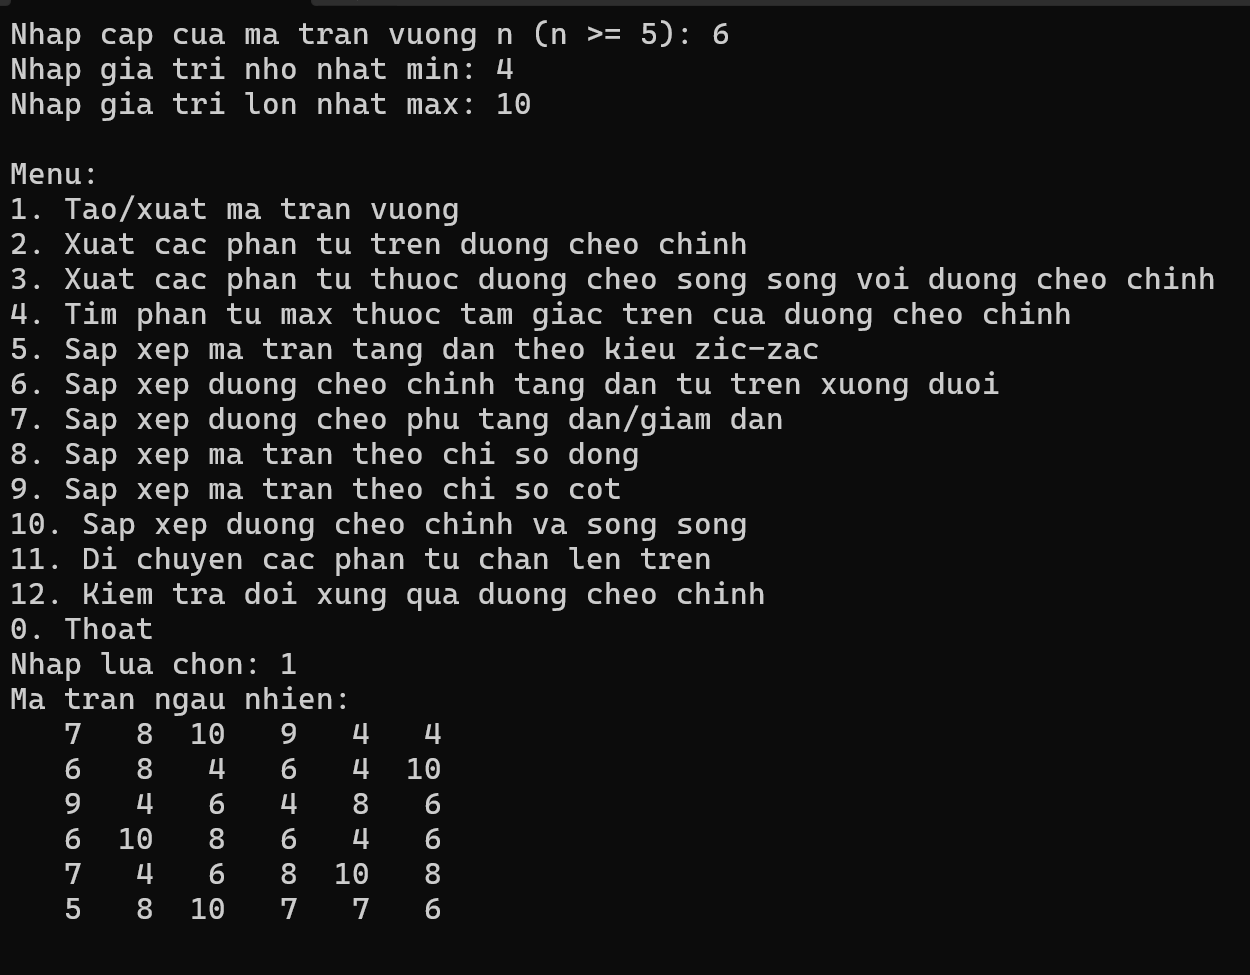 Nhap cap cua ma tran vuong n (n >= 5): 6
Nhap gia tri nho nhat min: 4
Nhap gia tri lon nhat max: 10

Menu:
1. Tao/xuat ma tran vuong
2. Xuat cac phan tu tren duong cheo chinh
3. Xuat cac phan tu thuoc duong cheo song song voi duong cheo chinh
4. Tim phan tu max thuoc tam giac tren cua duong cheo chinh
5. Sap xep ma tran tang dan theo kieu zic-zac
6. Sap xep duong cheo chinh tang dan tu tren xuong duoi
7. Sap xep duong cheo phu tang dan/giam dan
8. Sap xep ma tran theo chi so dong
9. Sap xep ma tran theo chi so cot
10. Sap xep duong cheo chinh va song song
11. Di chuyen cac phan tu chan len tren
12. Kiem tra doi xung qua duong cheo chinh
0. Thoat
Nhap lua chon: 1
Ma tran ngau nhien:
   7   8  10   9   4   4
   6   8   4   6   4  10
   9   4   6   4   8   6
   6  10   8   6   4   6
   7   4   6   8  10   8
   5   8  10   7   7   6